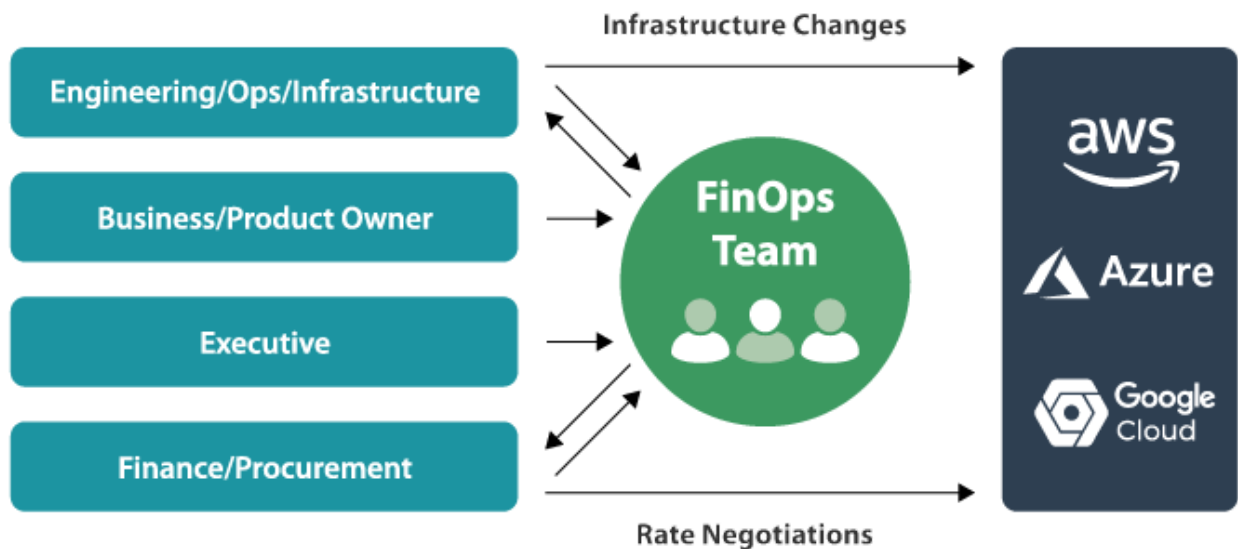 Infrastructure Changes
Engineering/Ops/Infrastructure
Business/Product Owner
Executive
Finance/Procurement
FinOps
Team
aws
Azure
Google
Cloud
Rate Negotiations